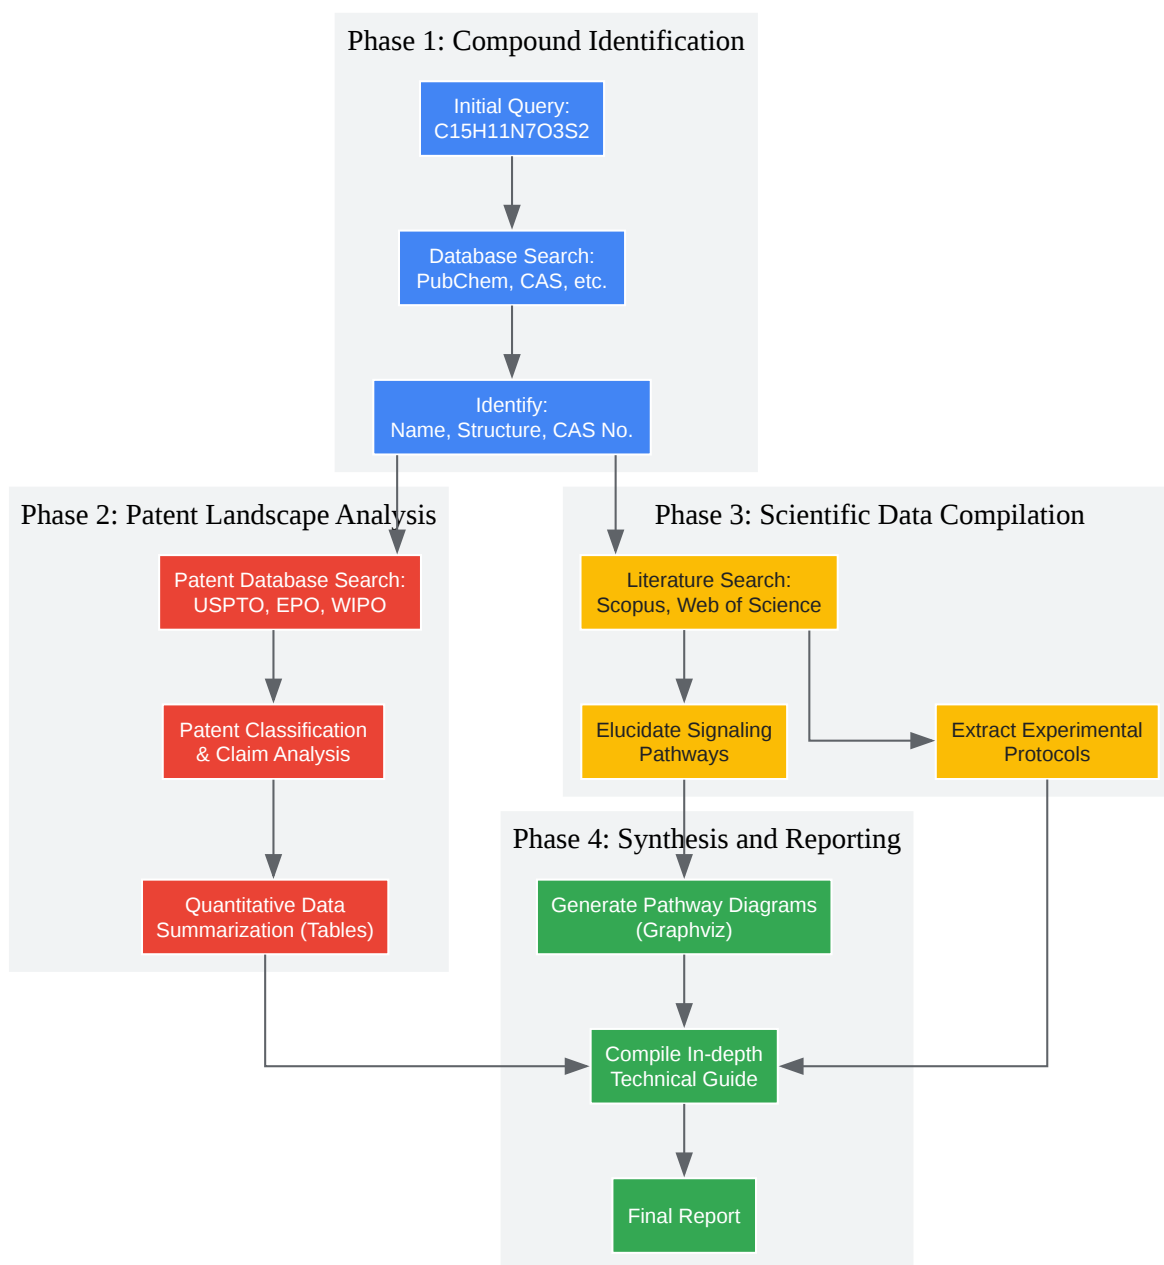 Phase 1: Compound Identification
Initial Query:
C15H11N7O3S2
Database Search:
PubChem, CAS, etc.
Identify:
Name, Structure, CAS No.
Phase 2: Patent Landscape Analysis
Patent Database Search:
USPTO, EPO, WIPO
Patent Classification
& Claim Analysis
Quantitative Data
Summarization (Tables)
Phase 3: Scientific Data Compilation
Literature Search:
Scopus, Web of Science
Elucidate Signaling
Pathways
Extract Experimental
Protocols
Phase 4: Synthesis and Reporting
Generate Pathway Diagrams
(Graphviz)
Compile In-depth
Technical Guide
Final Report